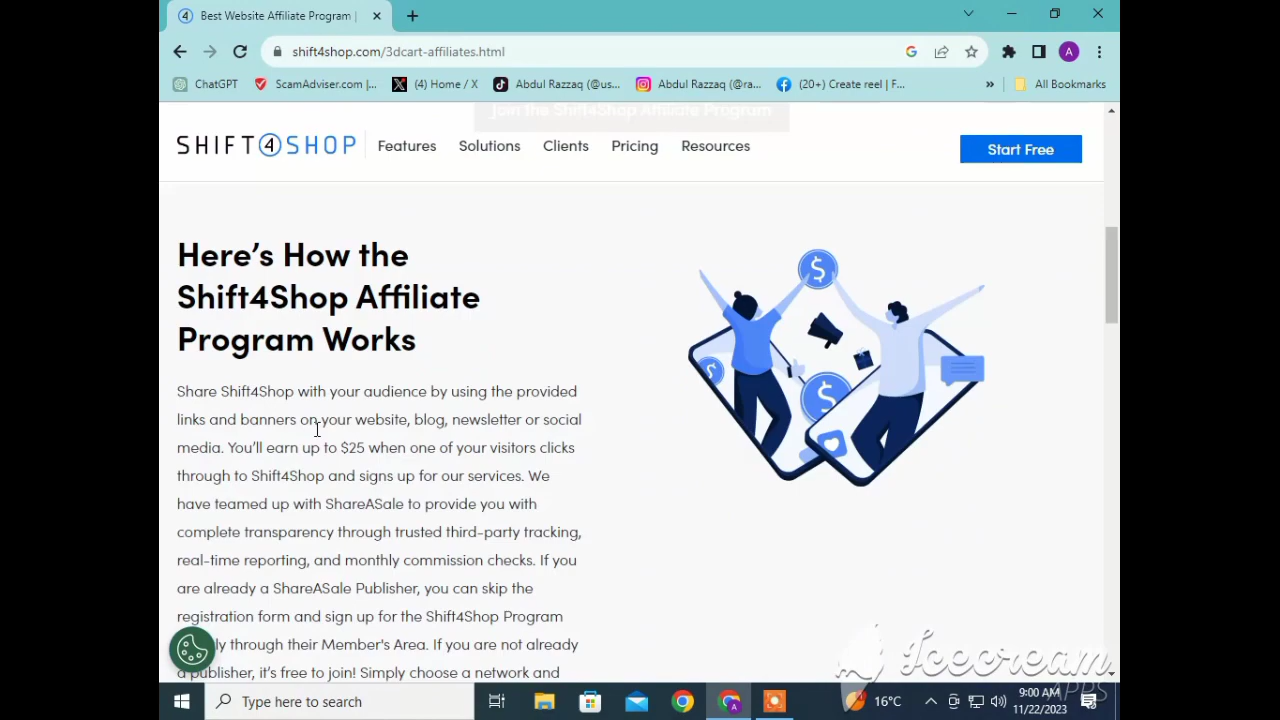 4 Best Website Affiliate Program |
shift4shop.com/3dcart-affiliates.html
A
ChatGPT ScamAdviser.com |... (4) Home / X Abdul Razzaq (@us... Abdul Razzaq (@ra... (20+) Create reel | F... » All Bookmarks
Join the Shift4Shop Affiliate Program
SHIFT4SHOP Features Solutions Clients Pricing Resources Start Free
Here's How the
Shift4Shop Affiliate
Program Works
Share Shift4Shop with your audience by using the provided
links and banners on your website, blog, newsletter or social
media. You'll earn up to $25 when one of your visitors clicks
through to Shift4Shop and signs up for our services. We
have teamed up with ShareASale to provide you with
complete transparency through trusted third-party tracking,
real-time reporting, and monthly commission checks. If you
are already a ShareASale Publisher, you can skip the
registration form and sign up for the Shift4Shop Program
ly through their Member's Area. If you are not already
a publisher, it's free to join! Simply choose a network and
$
$
$
Icecream
APPS
Type here to search
A
16°C
9:00 AM
11/22/2023